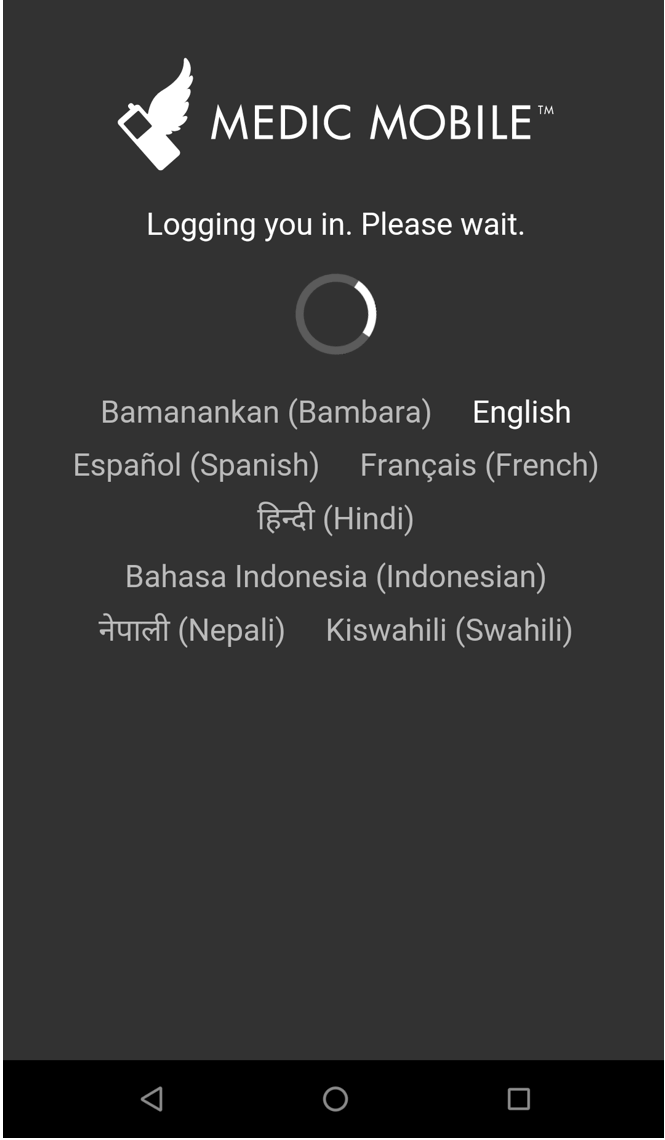 MEDIC MOBILE™
Logging you in. Please wait.
Bamanankan (Bambara) English
Español (Spanish) Français (French)
हिन्दी (Hindi)
Bahasa Indonesia (Indonesian)
नेपाली (Nepali) Kiswahili (Swahili)